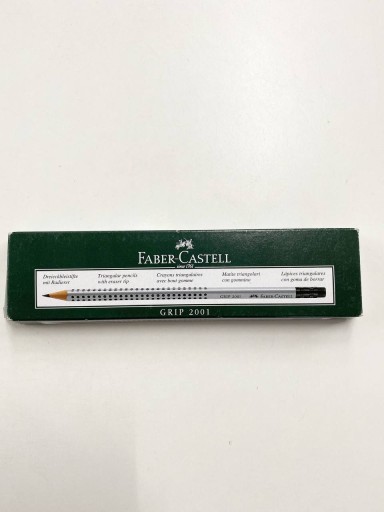 FABER-CASTELL
since 1761
Dreieckbleistifte
mit Radierer
Triangular pencils
with eraser tip
Crayons triangulaires
avec bout gomme
Matite triangolari
con gommino
Lápices triangulares
con goma de borrar
GRIP 2001 FABER-CASTELL
GRIP 2001